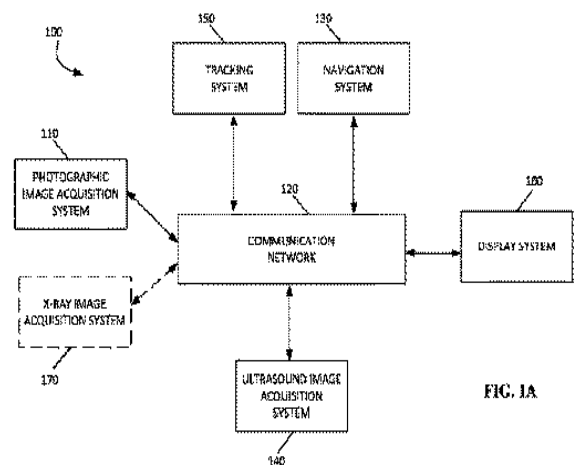 100
150
130
TRACKING
SYSTEM
NAVIGATION
SYSTEM
110
PHOTOGRAPHIC
IMAGE ACQUISITION
SYSTEM
120
COMMUNICATION
NETWORK
160
DISPLAY SYSTEM
X-RAY IMAGE
ACQUISITION SYSTEM
170
ULTRASOUND IMAGE
ACQUISITION
SYSTEM
140
FIG. 1A